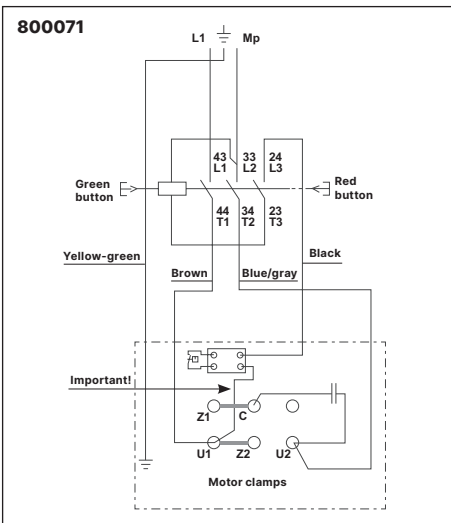 800071
L1 Mp
43 33 24
L1 L2 L3
Green
button
Red
button
44 34 23
T1 T2 T3
Yellow-green
Black
Brown
Blue/gray
Important!
Z1 C
U1 Z2 U2
Motor clamps